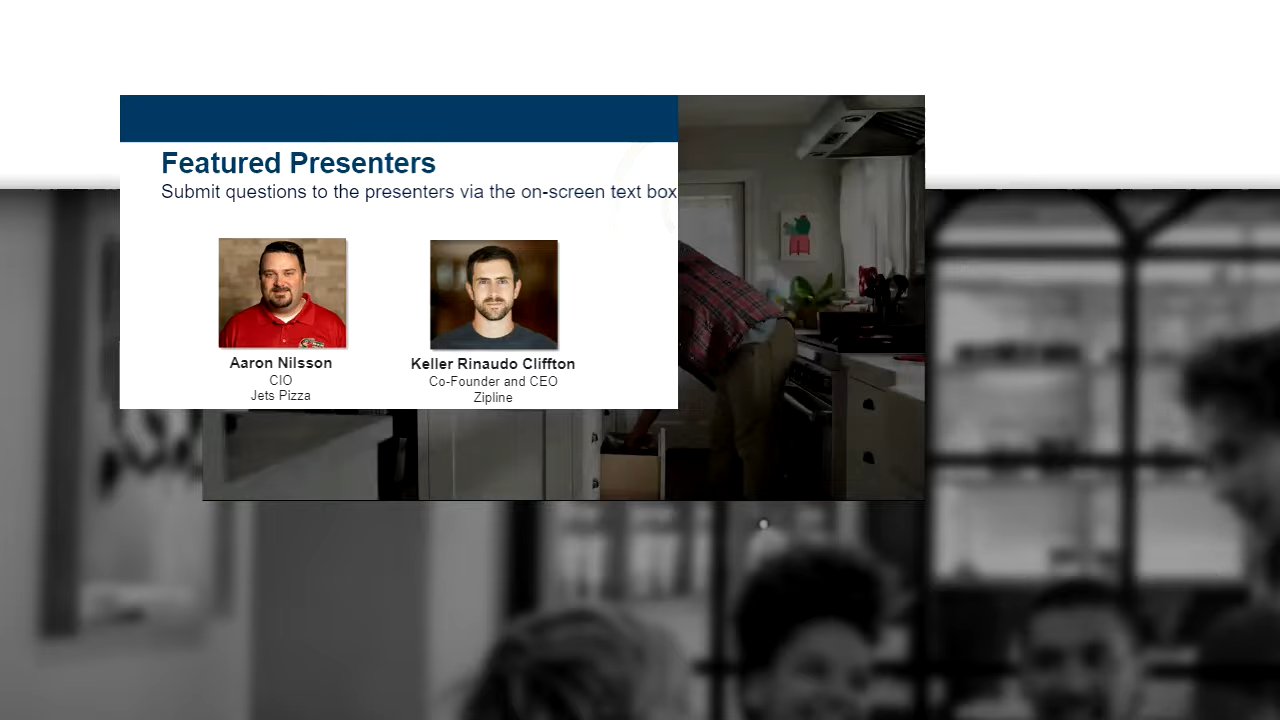 Featured Presenters
Submit questions to the presenters via the on-screen text box
Aaron Nilsson
CIO
Jets Pizza
Keller Rinaudo Cliffton
Co-Founder and CEO
Zipline